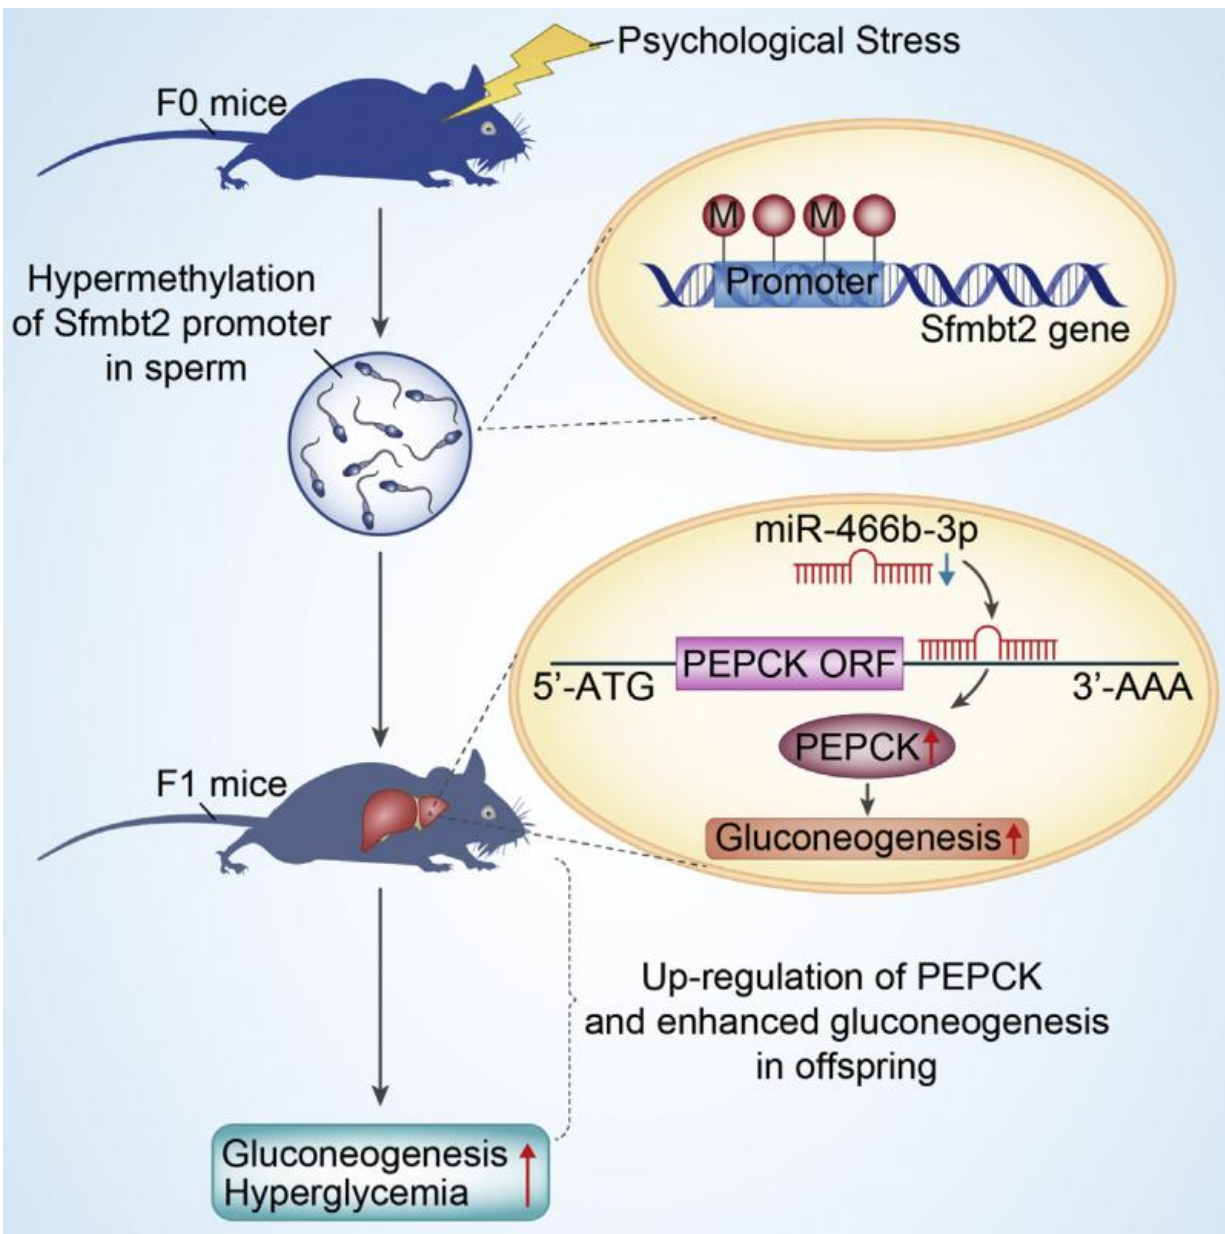 Psychological Stress
F0 mice
M
M
Promoter
Sfmbt2 gene
Hypermethylation
of Sfmbt2 promoter
in sperm
miR-466b-3p
PEPCK ORF
5’-ATG
3’-AAA
PEPCK
Gluconeogenesis
F1 mice
Up-regulation of PEPCK
and enhanced gluconeogenesis
in offspring
Gluconeogenesis
Hyperglycemia